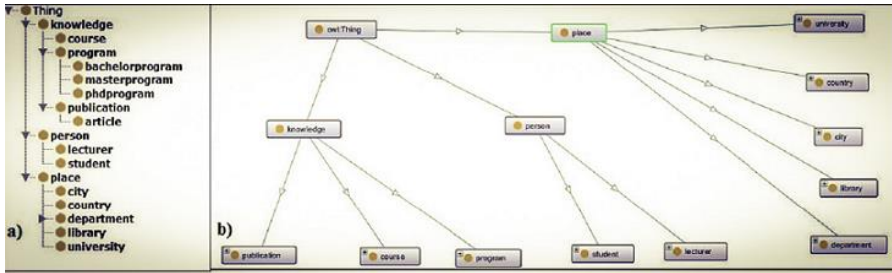 Thing
knowledge
course
program
bachelorprogram
masterprogram
phdprogram
publication
article
person
lecturer
student
place
city
country
department
library
university
a)
owl:Thing
place
university
country
city
library
department
knowledge
person
publication
course
program
student
lecturer
b)